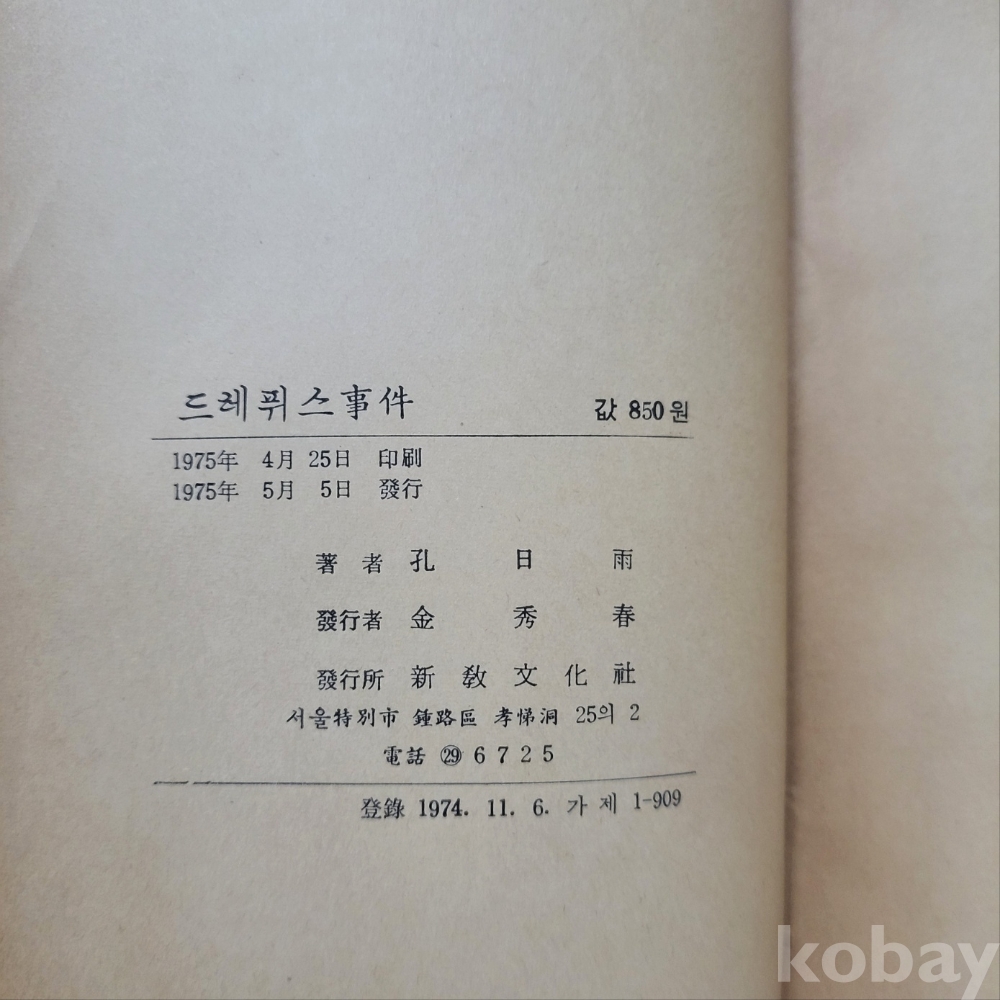 드레퓌스事件 값 850원
1975年 4月 25日 印刷
1975年 5月 5日 發行
著者 孔日雨
發行者 金秀春
發行所 新敎文化社
서울特別市 鍾路區 孝悌洞 25의 2
電話 ㉙ 6725
登錄 1974. 11. 6. 가 제 1-909
kobay